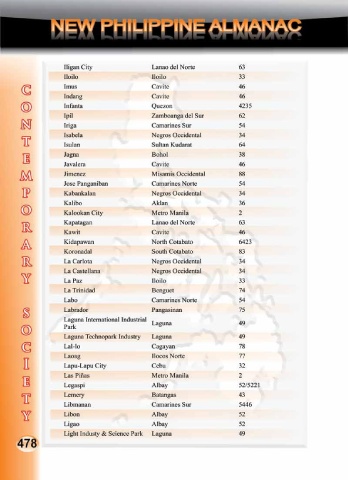 NEW PHILIPPINE ALMANAC
CONTEMPORARY SOCIETY
Iligan City Lanao del Norte 63
Iloilo Iloilo 33
Imus Cavite 46
Indang Cavite 46
Infanta Quezon 4235
Ipil Zamboanga del Sur 62
Iriga Camarines Sur 54
Isabela Negros Occidental 34
Isulan Sultan Kudarat 64
Jagna Bohol 38
Javalera Cavite 46
Jimenez Misamis Occidental 88
Jose Panganiban Camarines Norte 54
Kabankalan Negros Occidental 34
Kalibo Aklan 36
Kalookan City Metro Manila 2
Kapatagan Lanao del Norte 63
Kawit Cavite 46
Kidapawan North Cotabato 6423
Koronadal South Cotabato 83
La Carlota Negros Occidental 34
La Castellana Negros Occidental 34
La Paz Iloilo 33
La Trinidad Benguet 74
Labo Camarines Norte 54
Labrador Pangasinan 75
Laguna International Industrial
Park Laguna 49
Laguna Technopark Industry Laguna 49
Lal-lo Cagayan 78
Laoag Ilocos Norte 77
Lapu-Lapu City Cebu 32
Las Piñas Metro Manila 2
Legaspi Albay 52/5221
Lemery Batangas 43
Libmanan Camarines Sur 5446
Libon Albay 52
Ligao Albay 52
Light Industy & Science Park Laguna 49
478